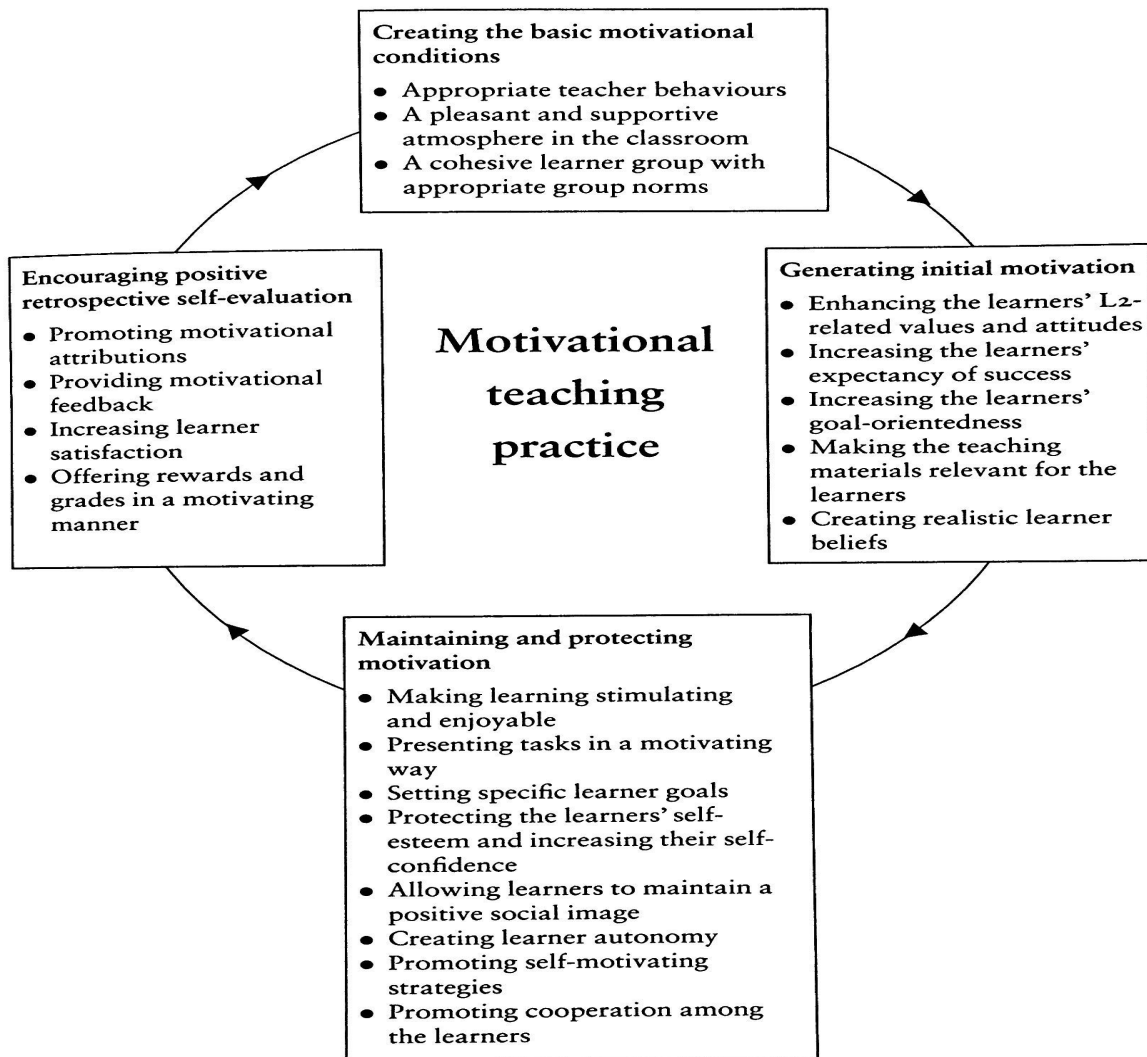 Creating the basic motivational
conditions
● Appropriate teacher behaviours
● A pleasant and supportive
atmosphere in the classroom
● A cohesive learner group with
appropriate group norms
Generating initial motivation
● Enhancing the learners’ L2-
related values and attitudes
● Increasing the learners’
expectancy of success
● Increasing the learners’
goal-orientedness
● Making the teaching
materials relevant for the
learners
● Creating realistic learner
beliefs
Maintaining and protecting
motivation
● Making learning stimulating
and enjoyable
● Presenting tasks in a motivating
way
● Setting specific learner goals
● Protecting the learners’ self-
esteem and increasing their self-
confidence
● Allowing learners to maintain a
positive social image
● Creating learner autonomy
● Promoting self-motivating
strategies
● Promoting cooperation among
the learners
Encouraging positive
retrospective self-evaluation
● Promoting motivational
attributions
● Providing motivational
feedback
● Increasing learner
satisfaction
● Offering rewards and
grades in a motivating
manner
Motivational
teaching
practice